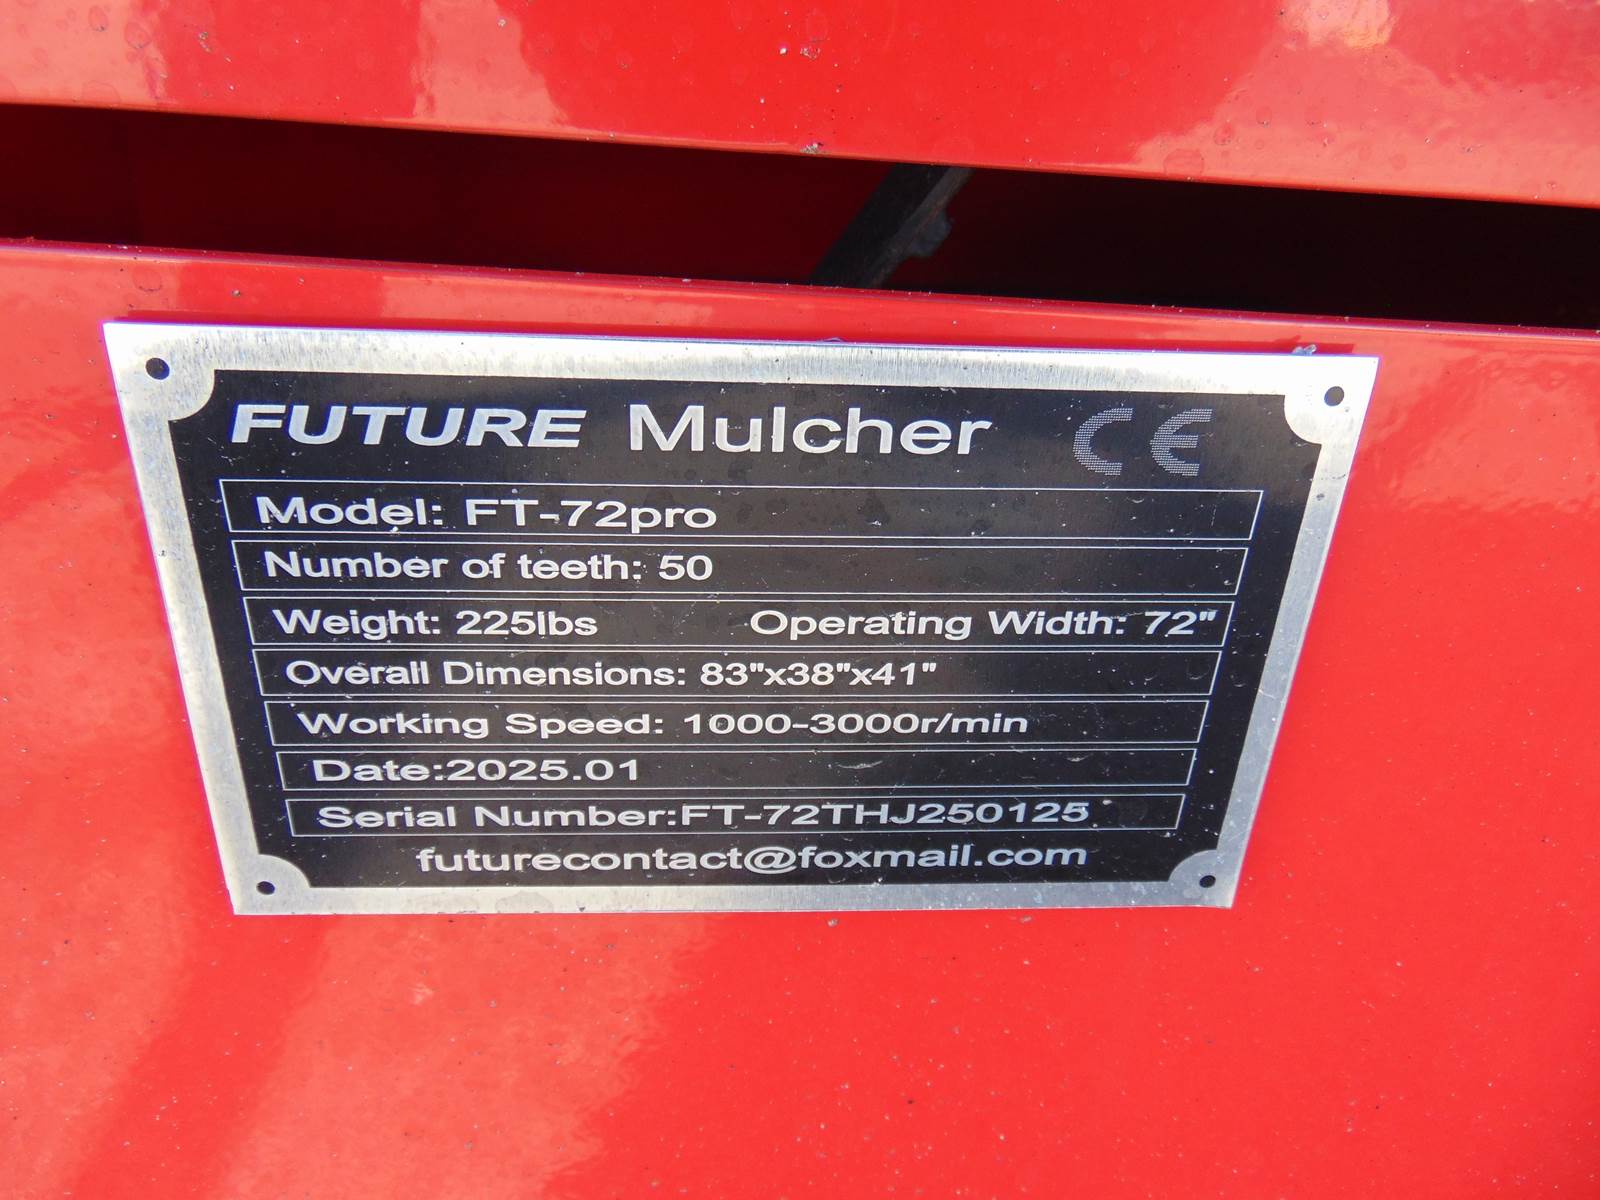 FUTURE Mulcher CE
Model: FT-72pro
Number of teeth: 50
Weight: 225lbs Operating Width: 72"
Overall Dimensions: 83"x38"x41"
Working Speed: 1000-3000r/min
Date:2025.01
Serial Number:FT-72THJ250125
futurecontact@foxmail.com